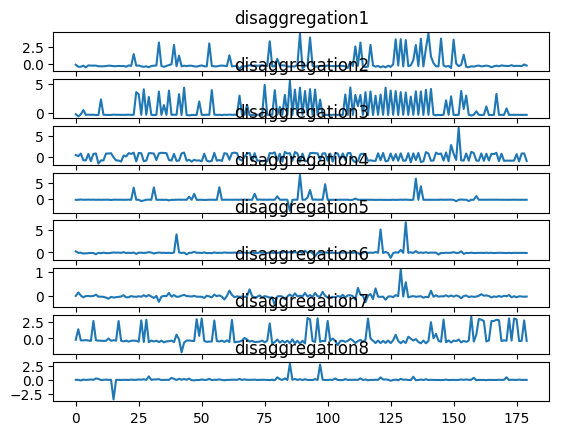 disaggregation1
2.5
0.0
disaggregation2
5
0
disaggregation3
5
0
disaggregation4
5
0
disaggregation5
5
0
disaggregation6
1
0
disaggregation7
2.5
0.0
disaggregation8
2.5
0.0
−2.5
0 25 50 75 100 125 150 175